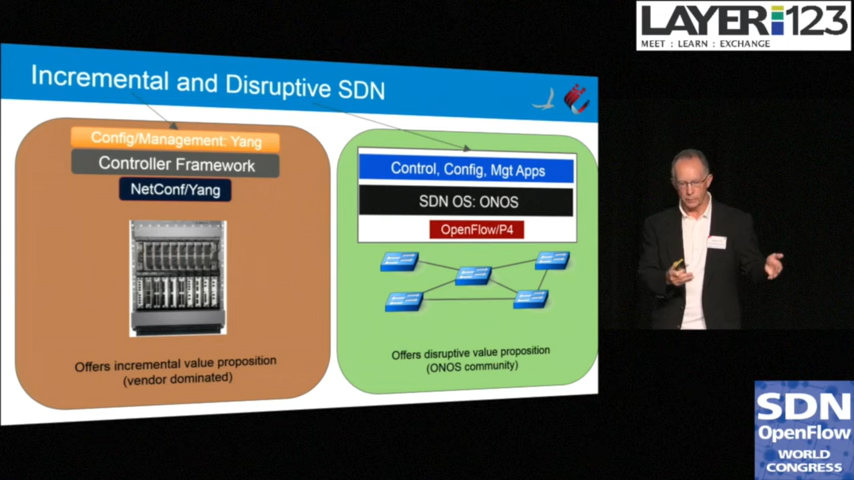 LAYER123
MEET : LEARN : EXCHANGE
Incremental and Disruptive SDN
Config/Management: Yang
Controller Framework
NetConf/Yang
Offers incremental value proposition
(vendor dominated)
Control, Config, Mgt Apps
SDN OS: ONOS
OpenFlow/P4
Offers disruptive value proposition
(ONOS community)
SDN
OpenFlow
WORLD
CONGRESS